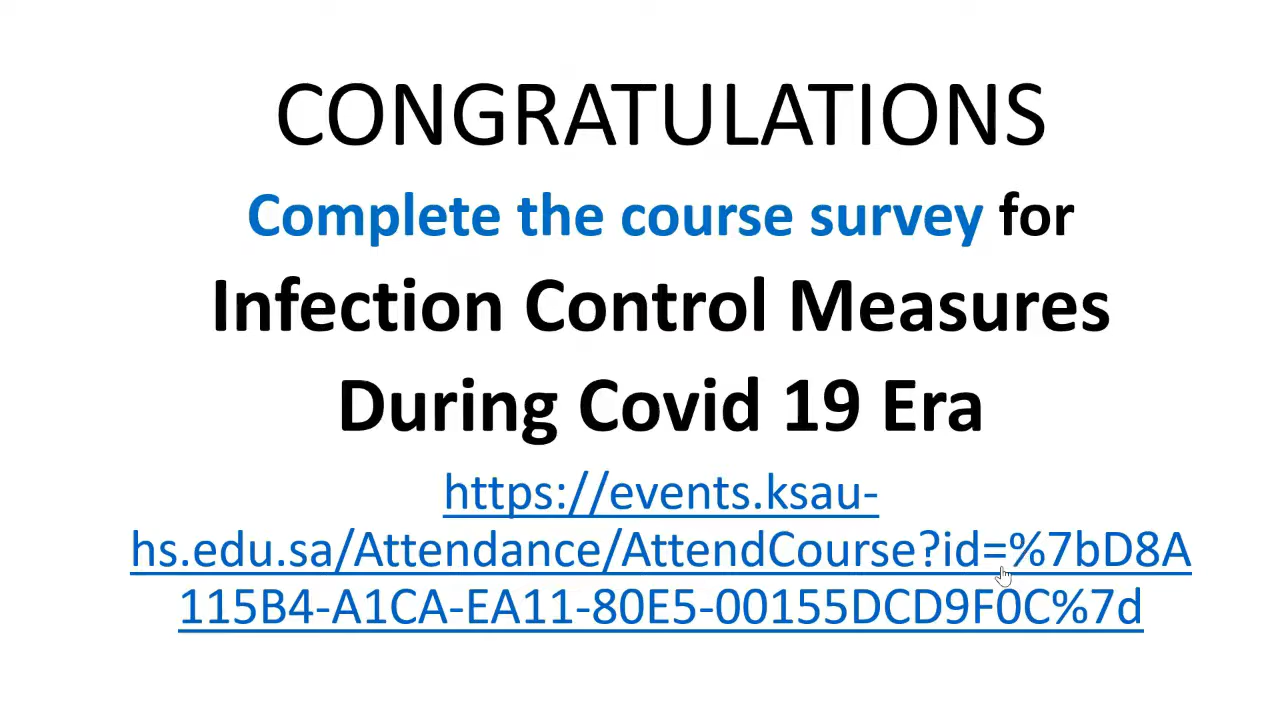 CONGRATULATIONS
Complete the course survey for
Infection Control Measures
During Covid 19 Era
https://events.ksau-
hs.edu.sa/Attendance/AttendCourse?id=%7bD8A
115B4-A1CA-EA11-80E5-00155DCD9F0C%7d